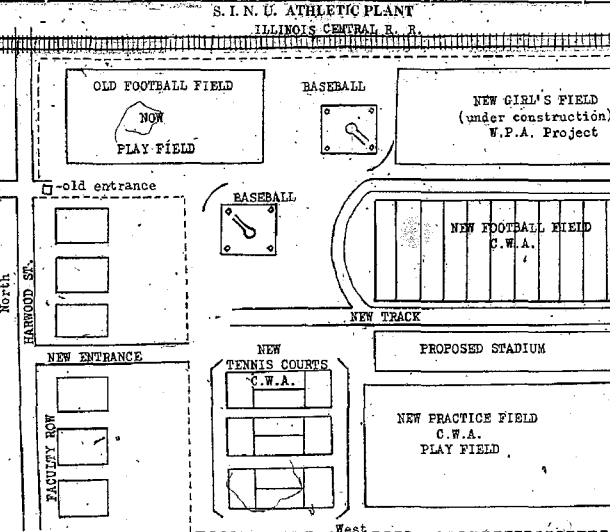 S. I. N. U. ATHLETIC PLANT
ILLINOIS CENTRAL R. R.
OLD FOOTBALL FIELD
NOW
PLAY FIELD
BASEBALL
NEW GIRL'S FIELD
(under construction)
W.P.A. Project
-old entrance
BASEBALL
NEW FOOTBALL FIELD
C.W.A.
North
HARWOOD ST.
NEW TRACK
NEW ENTRANCE
NEW
TENNIS COURTS
C.W.A.
PROPOSED STADIUM
FACULTY ROW
NEW PRACTICE FIELD
C.W.A.
PLAY FIELD
West